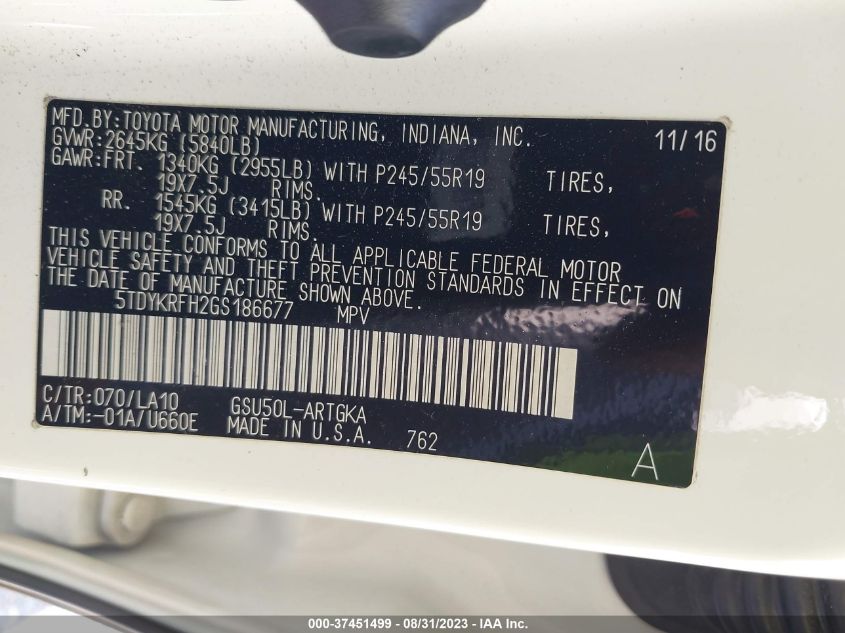 MFD.BY:TOYOTA MOTOR MANUFACTURING, INDIANA, INC. 11/16
GVWR:2645KG (5840LB)
GAWR:FRT. 1340KG (2955LB) WITH P245/55R19 TIRES,
19X7.5J RIMS.
RR. 1545KG (3415LB) WITH P245/55R19 TIRES,
19X7.5J RIMS.
THIS VEHICLE CONFORMS TO ALL APPLICABLE FEDERAL MOTOR
VEHICLE SAFETY AND THEFT PREVENTION STANDARDS IN EFFECT ON
THE DATE OF MANUFACTURE SHOWN ABOVE.
5TDYKRFH2GS186677 MPV
C/TR:070/LA10 GSU50L-ARTGKA
A/TM:-01A/U660E MADE IN U.S.A. 762
A
000-37451499 - 08/31/2023 - IAA Inc.